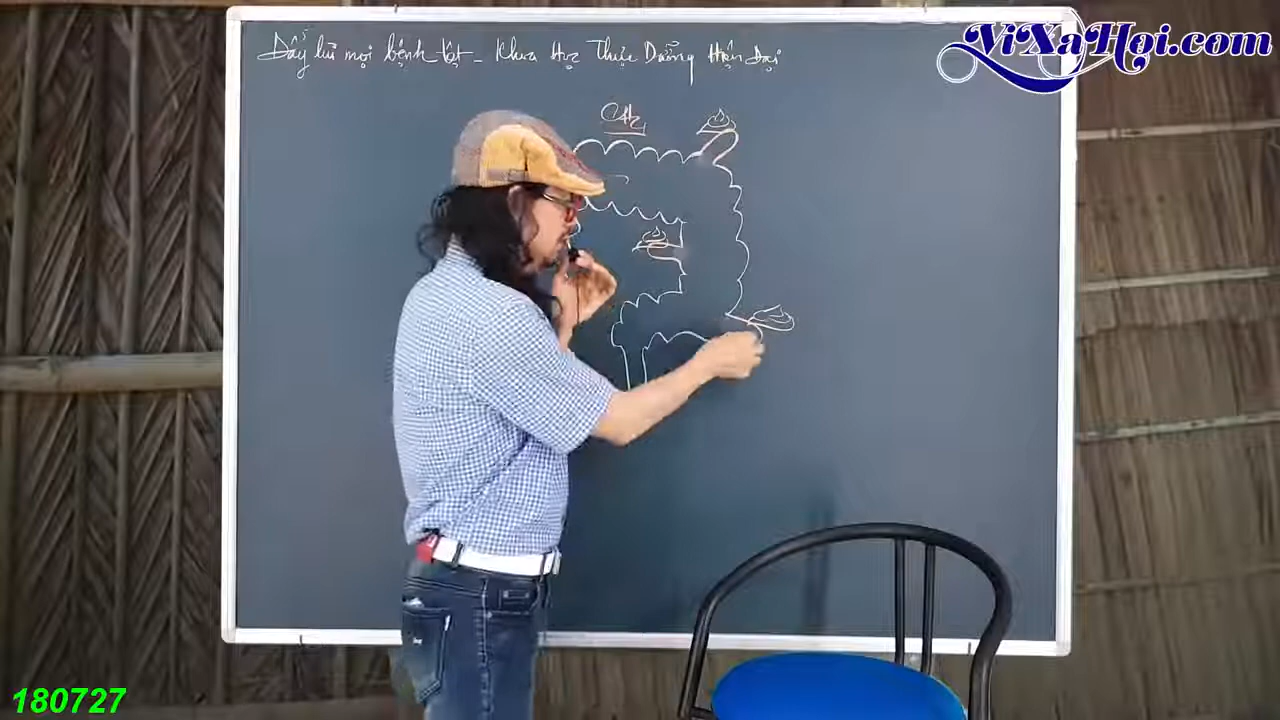 Đẩy lùi mọi bệnh tật - Khoa Học Thực Dưỡng Hiện Đại
ViXaHoi.com
180727